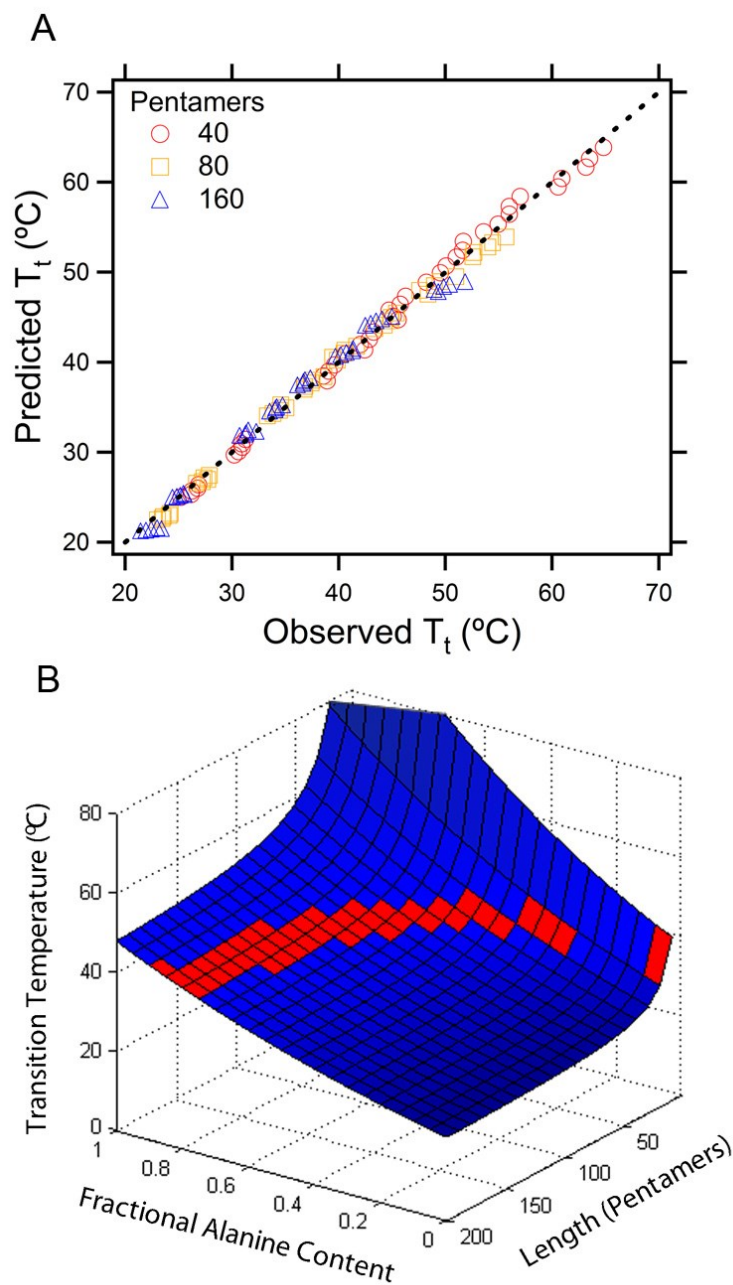 A
Pentamers
40
80
160
70
60
50
40
30
20
Predicted Tt (ºC)
20 30 40 50 60 70
Observed Tt (ºC)
B
80
60
40
20
0
Transition Temperature (ºC)
1 0.8 0.6 0.4 0.2 0
Fractional Alanine Content
50
100
150
200
Length (Pentamers)